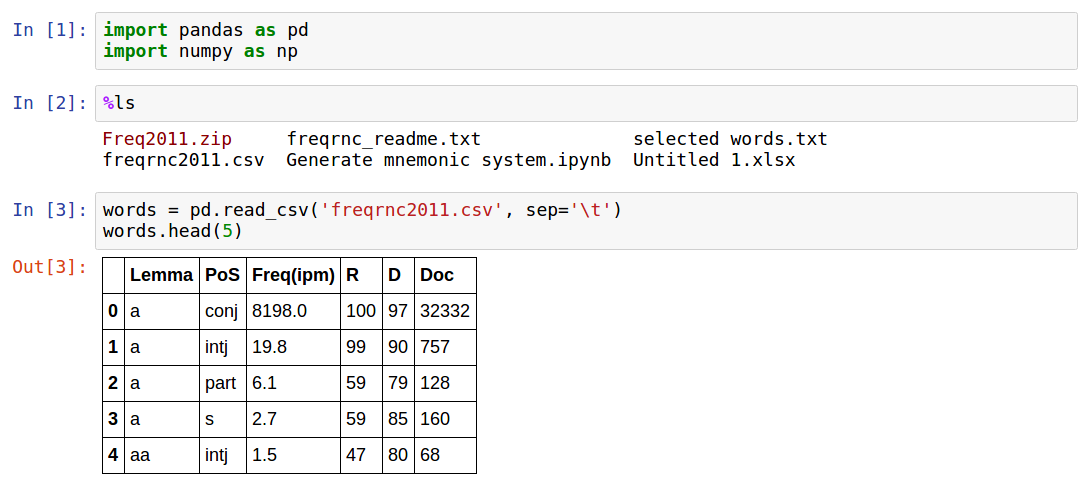 In [1]: import pandas as pd
import numpy as np
In [2]: %ls
Freq2011.zip freqrnc_readme.txt selected words.txt
freqrnc2011.csv Generate mnemonic system.ipynb Untitled 1.xlsx
In [3]: words = pd.read_csv('freqrnc2011.csv', sep='\t')
words.head(5)
Out[3]:
Lemma PoS Freq(ipm) R D Doc
0 а conj 8198.0 100 97 32332
1 а intj 19.8 99 90 757
2 а part 6.1 59 79 128
3 а s 2.7 59 85 160
4 аа intj 1.5 47 80 68